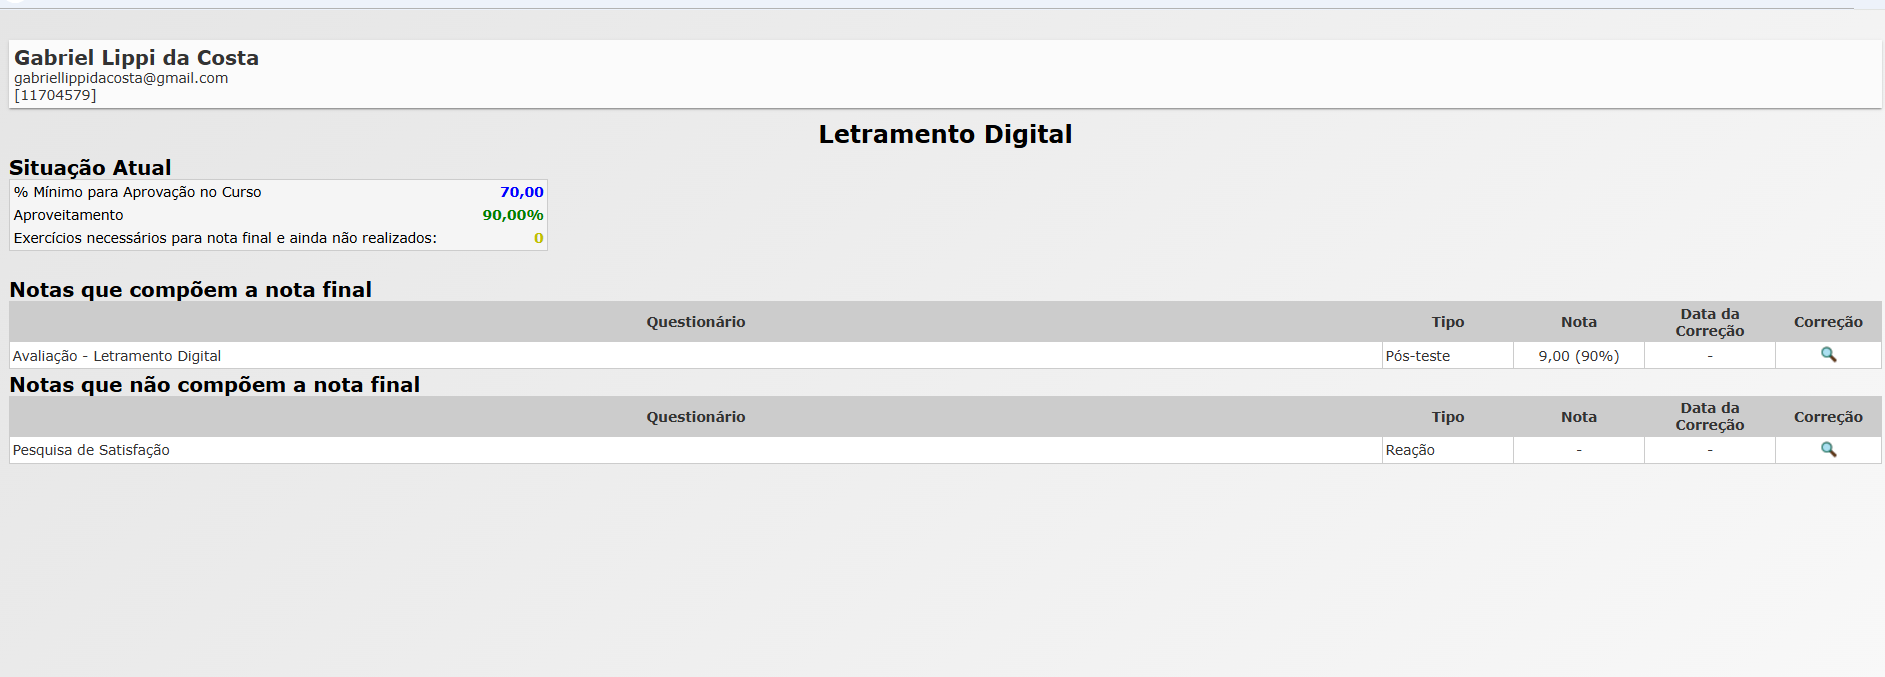 Gabriel Lippi da Costa
gabriellippidacosta@gmail.com
[11704579]
Letramento Digital
Situação Atual
% Mínimo para Aprovação no Curso 70,00
Aproveitamento 90,00%
Exercícios necessários para nota final e ainda não realizados: 0
Notas que compõem a nota final
Questionário Tipo Nota Data da Correção Correção
Avaliação - Letramento Digital Pós-teste 9,00 (90%) - 
Notas que não compõem a nota final
Questionário Tipo Nota Data da Correção Correção
Pesquisa de Satisfação Reação - -